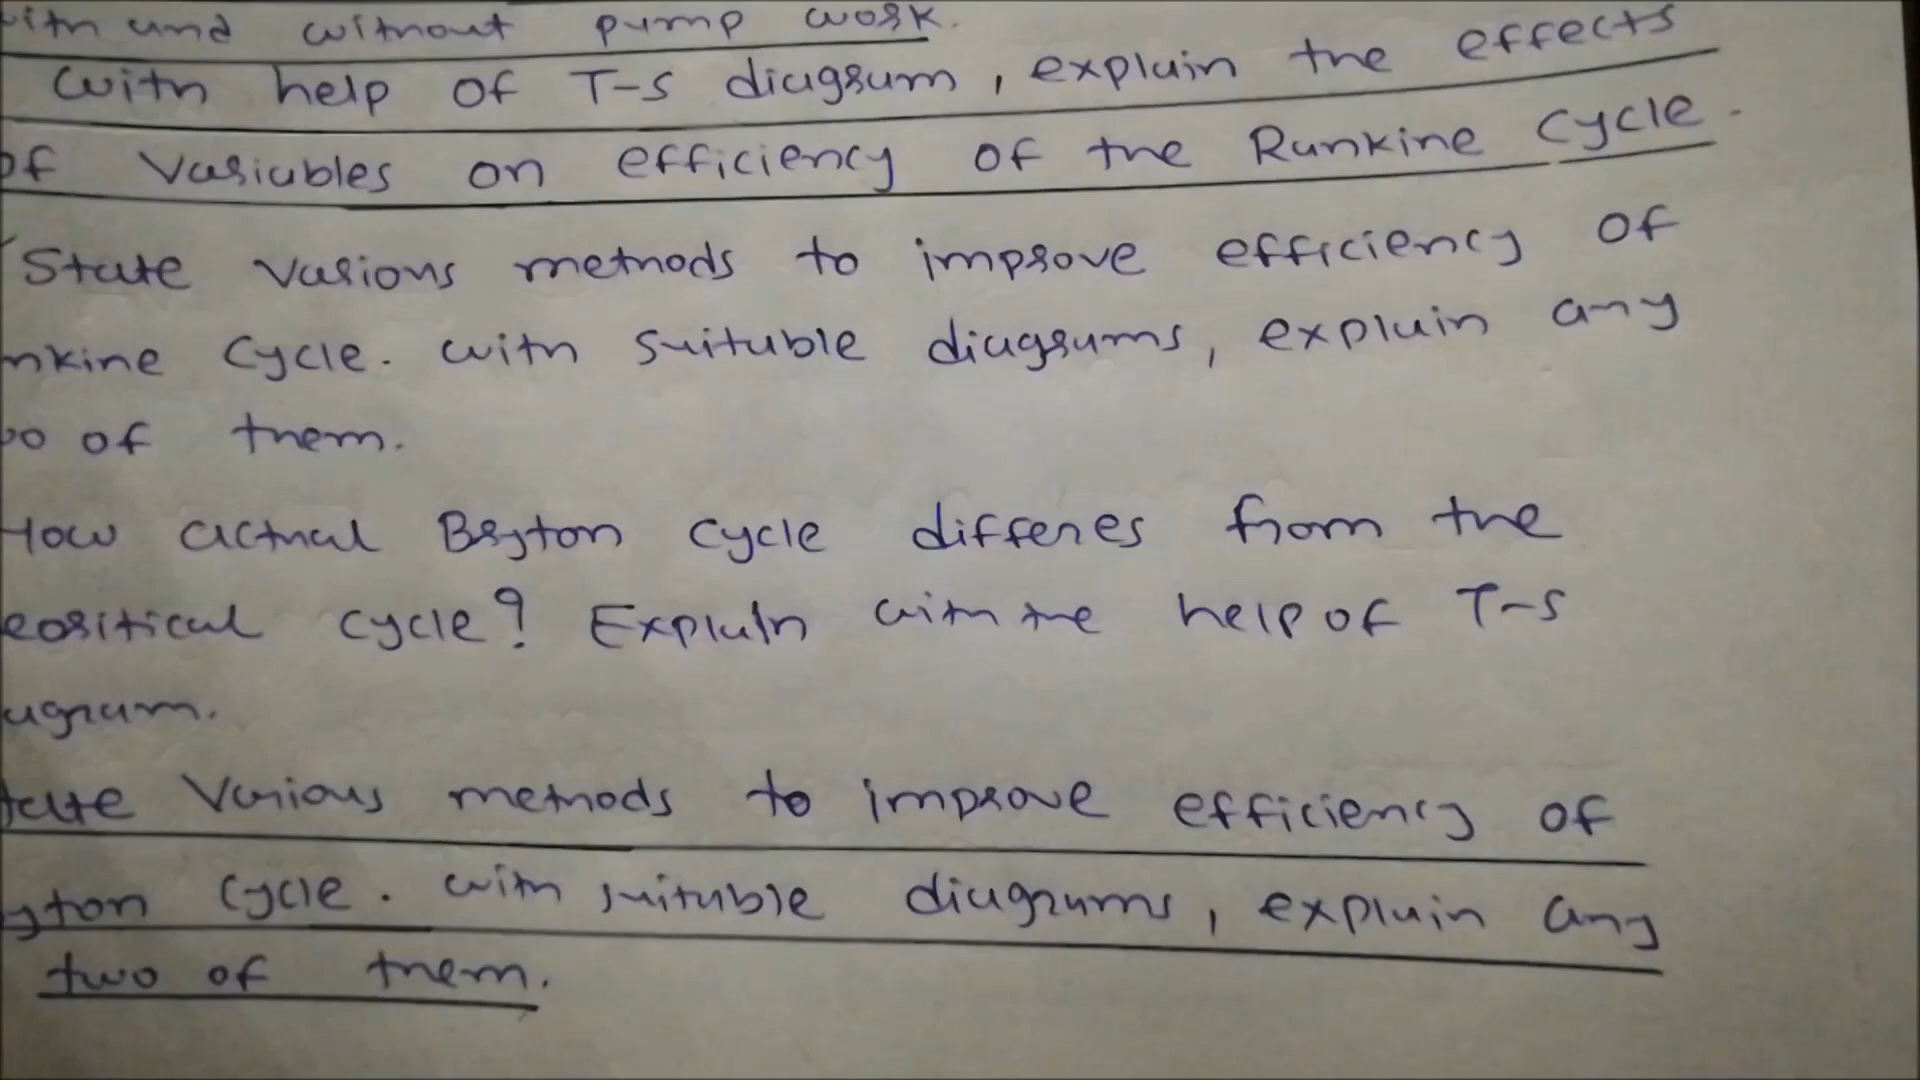 with and without pump work.
With help of T-S diagram, explain the effects
of Variables on efficiency of the Rankine Cycle.
State various methods to improve efficiency of
nkine Cycle. with suitable diagrams, explain any
wo of them.
How actual Bryton cycle differes from the
eoritical cycle? Explain with the help of T-S
agram.
tate Various methods to improve efficiency of
yton Cycle. with suitable diagrams, explain any
two of them.